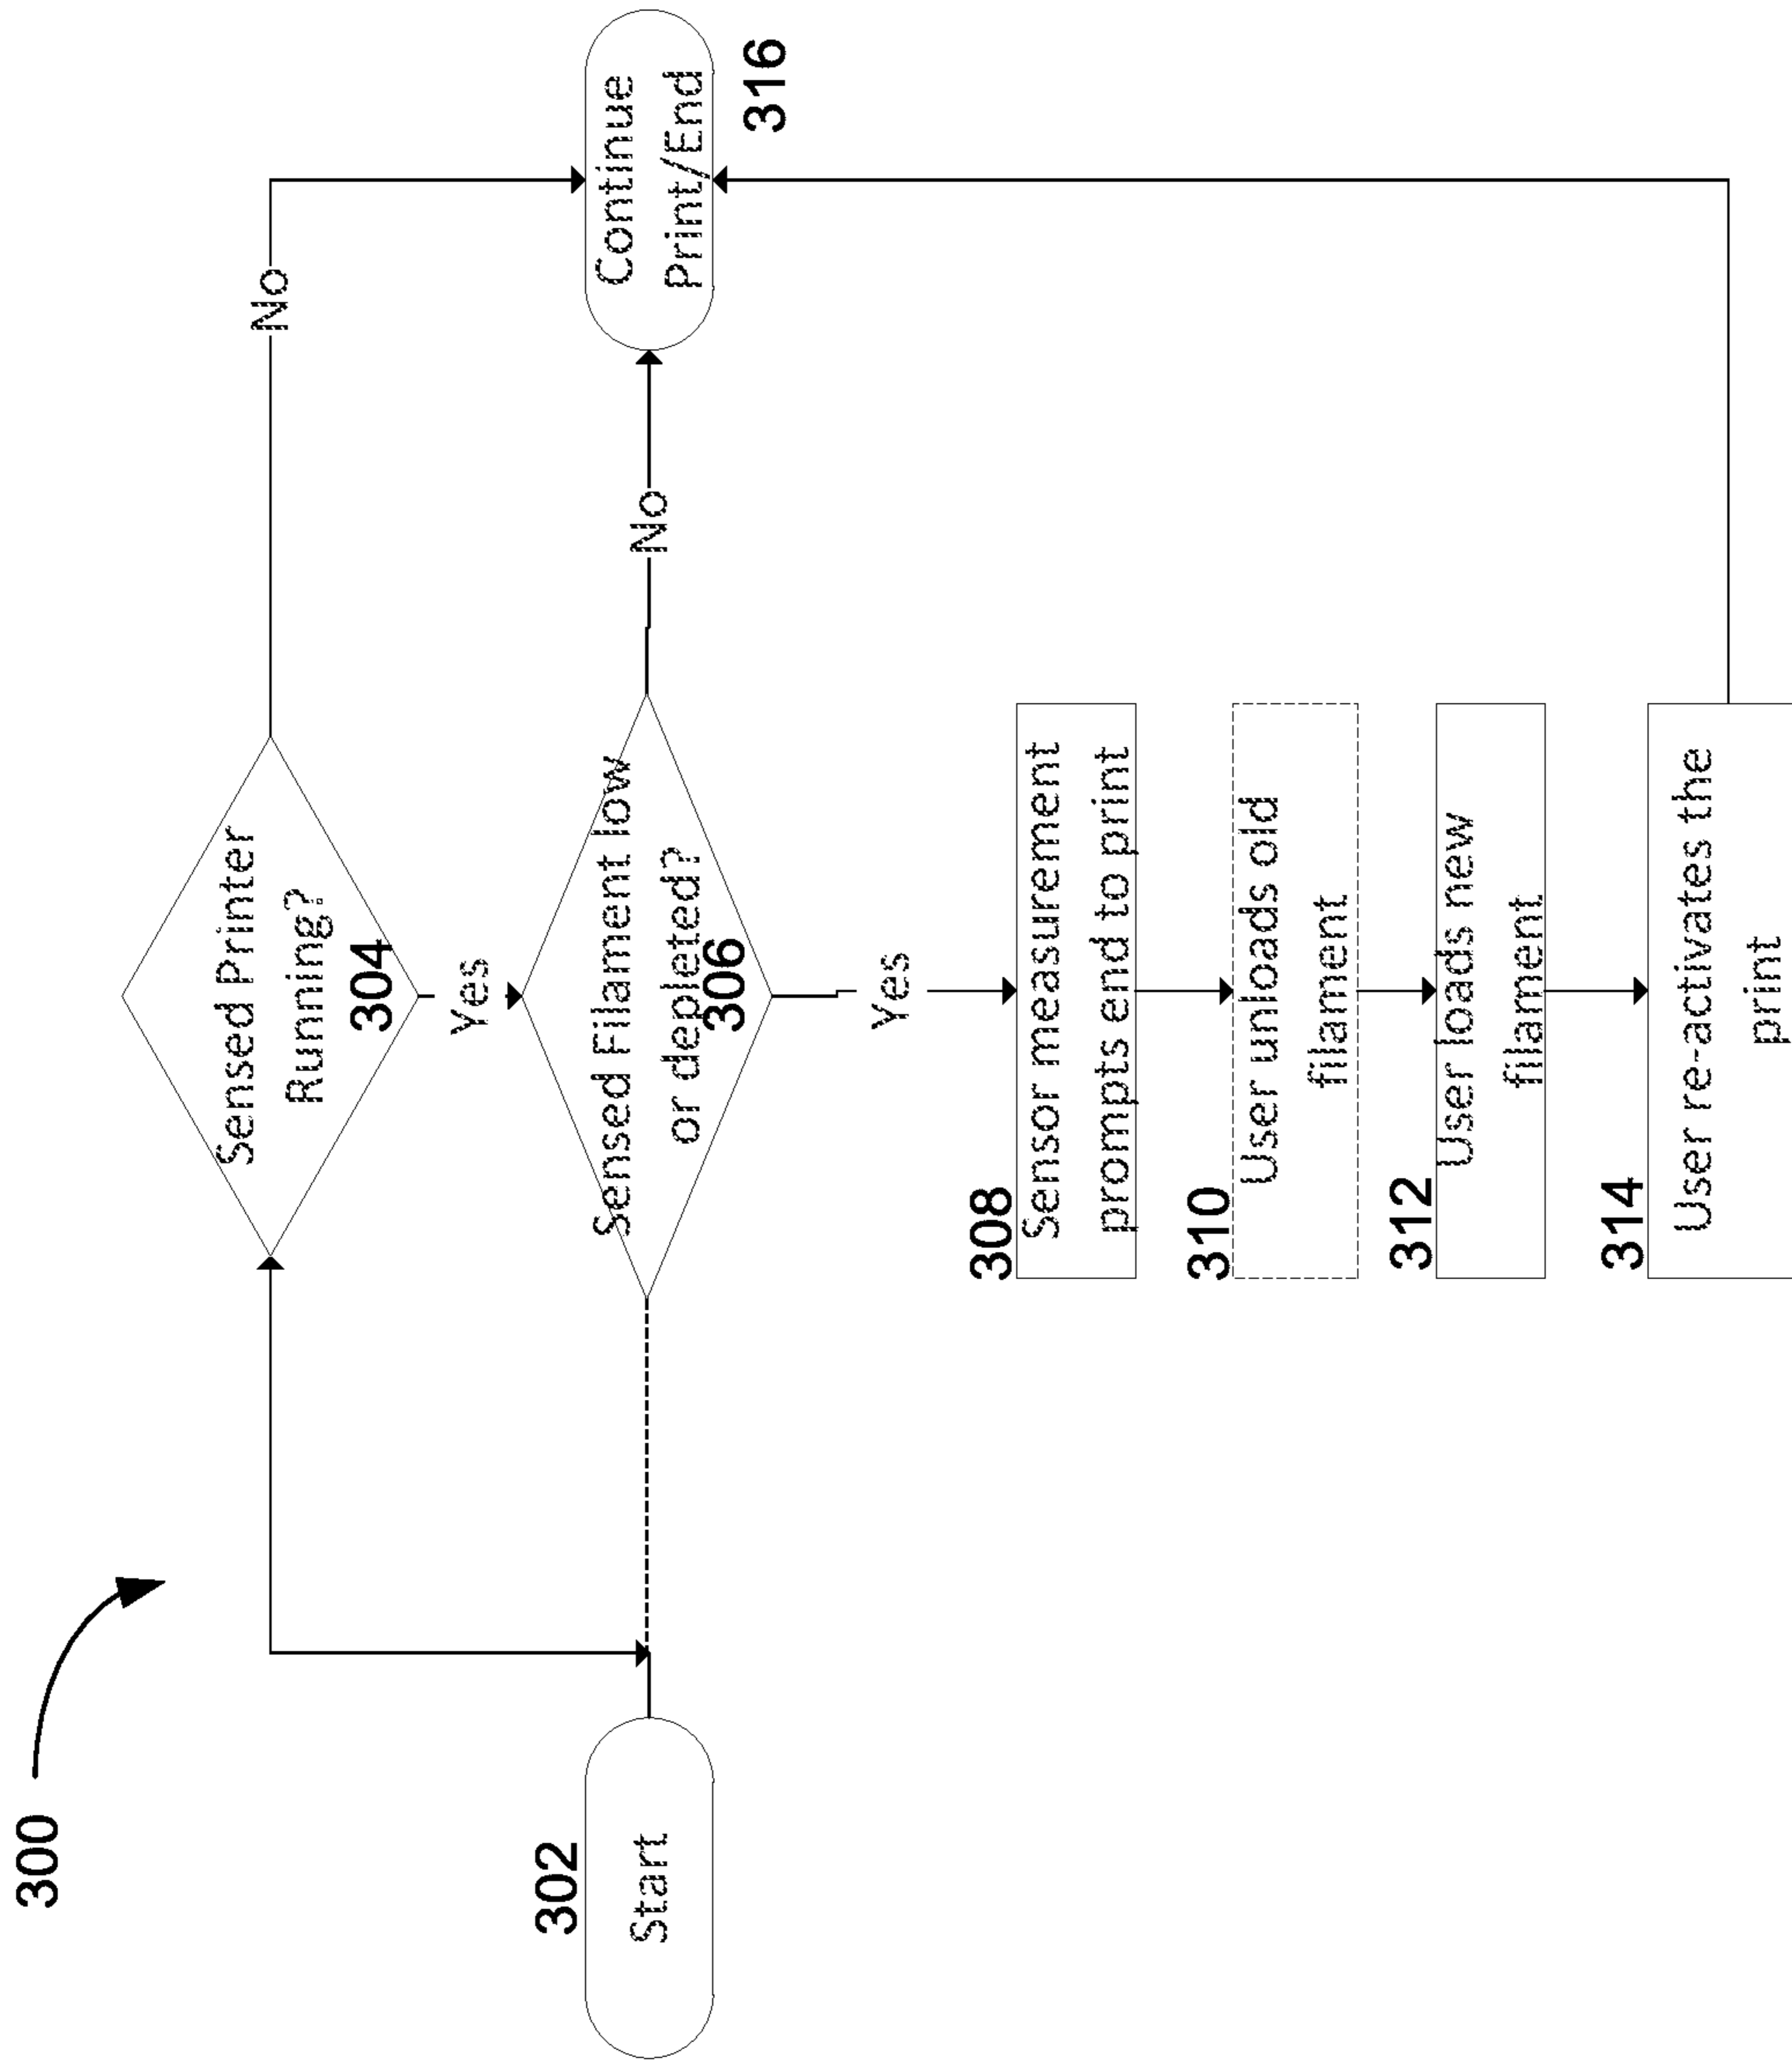 300
302
Start
Sensed Printer
Running?
304
No
Yes
Sensed Filament low
or depleted?
306
No
Yes
308
Sensor measurement
prompts end to print
310
User unloads old
filament
312
User loads new
filament
314
User re-activates the
print
Continue
Print/End
316